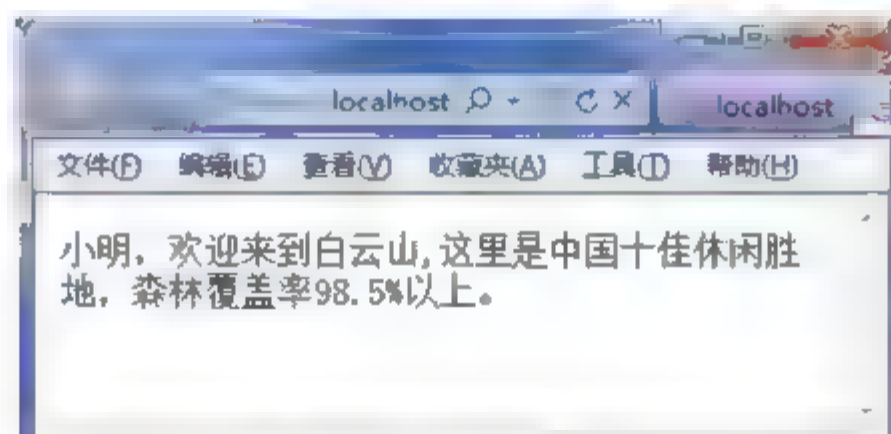 localhost localhost
文件(F) 编辑(E) 查看(V) 收藏夹(A) 工具(T) 帮助(H)
小明，欢迎来到白云山,这里是中国十佳休闲胜
地，森林覆盖率98.5%以上。